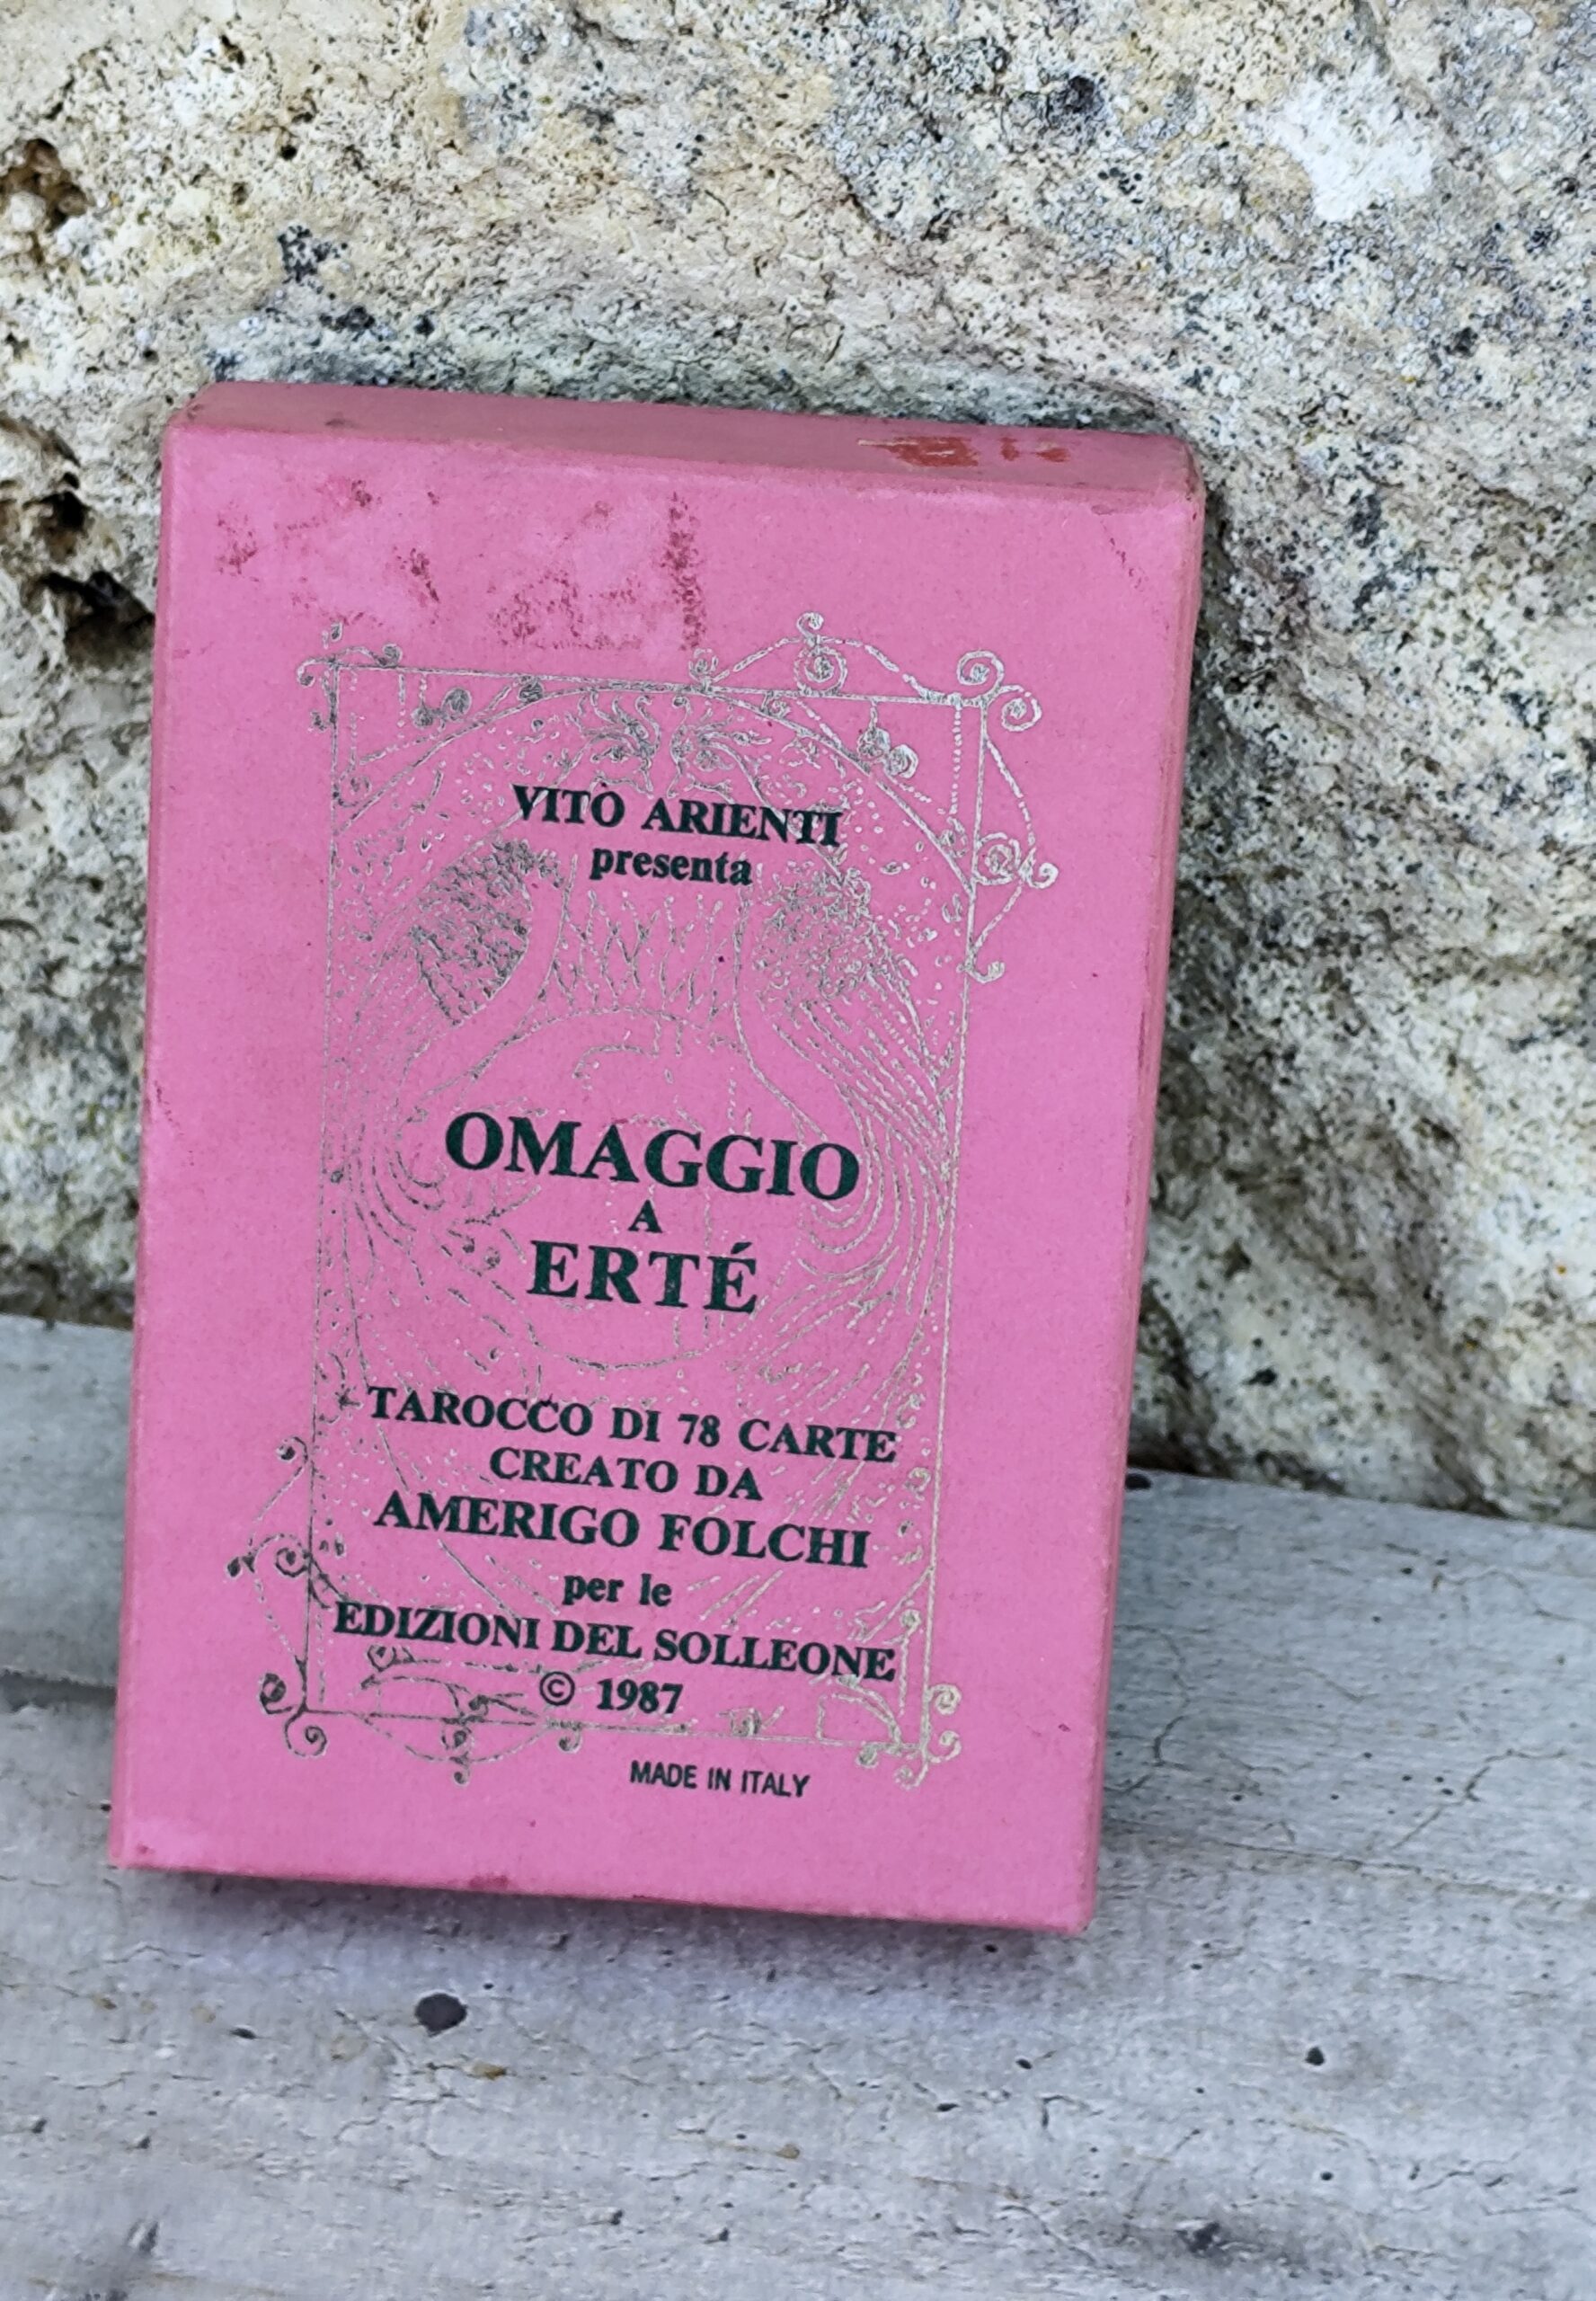 VITO ARIENTI
presenta
OMAGGIO
A
ERTÉ
TAROCCO DI 78 CARTE
CREATO DA
AMERIGO FOLCHI
per le
EDIZIONI DEL SOLLEONE
© 1987
MADE IN ITALY